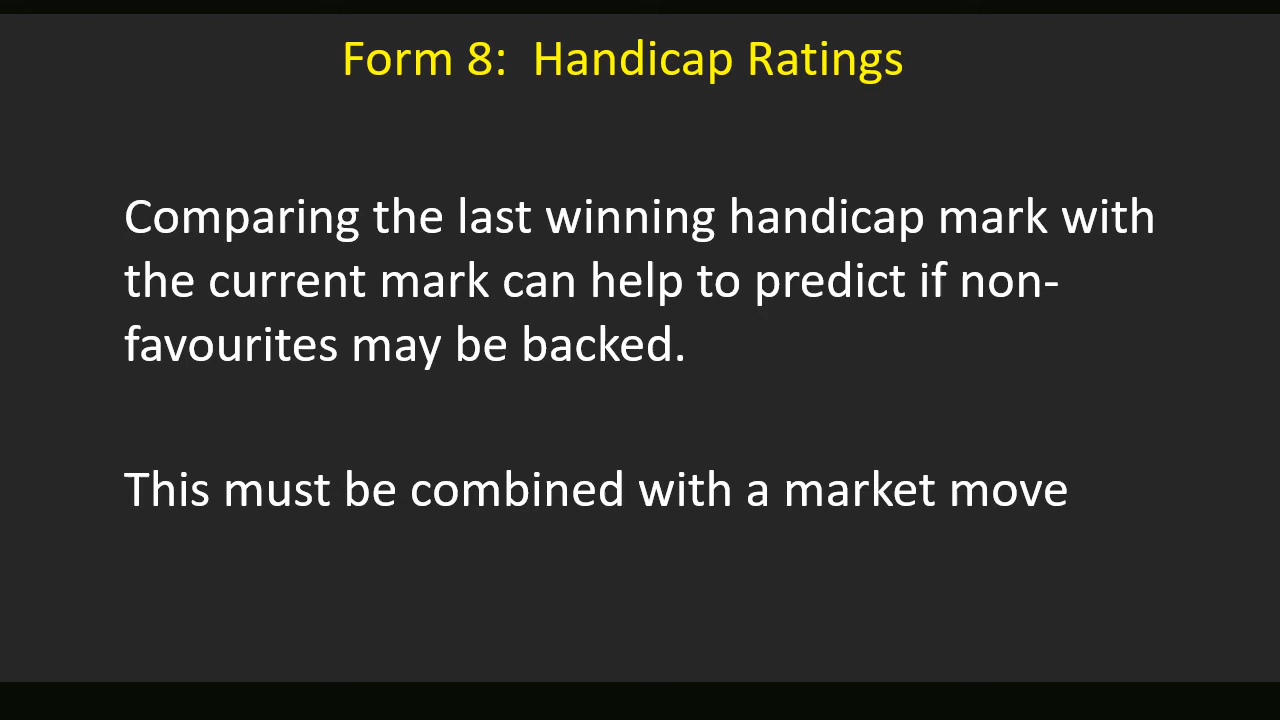 Form 8:  Handicap Ratings
Comparing the last winning handicap mark with
the current mark can help to predict if non-
favourites may be backed.
This must be combined with a market move